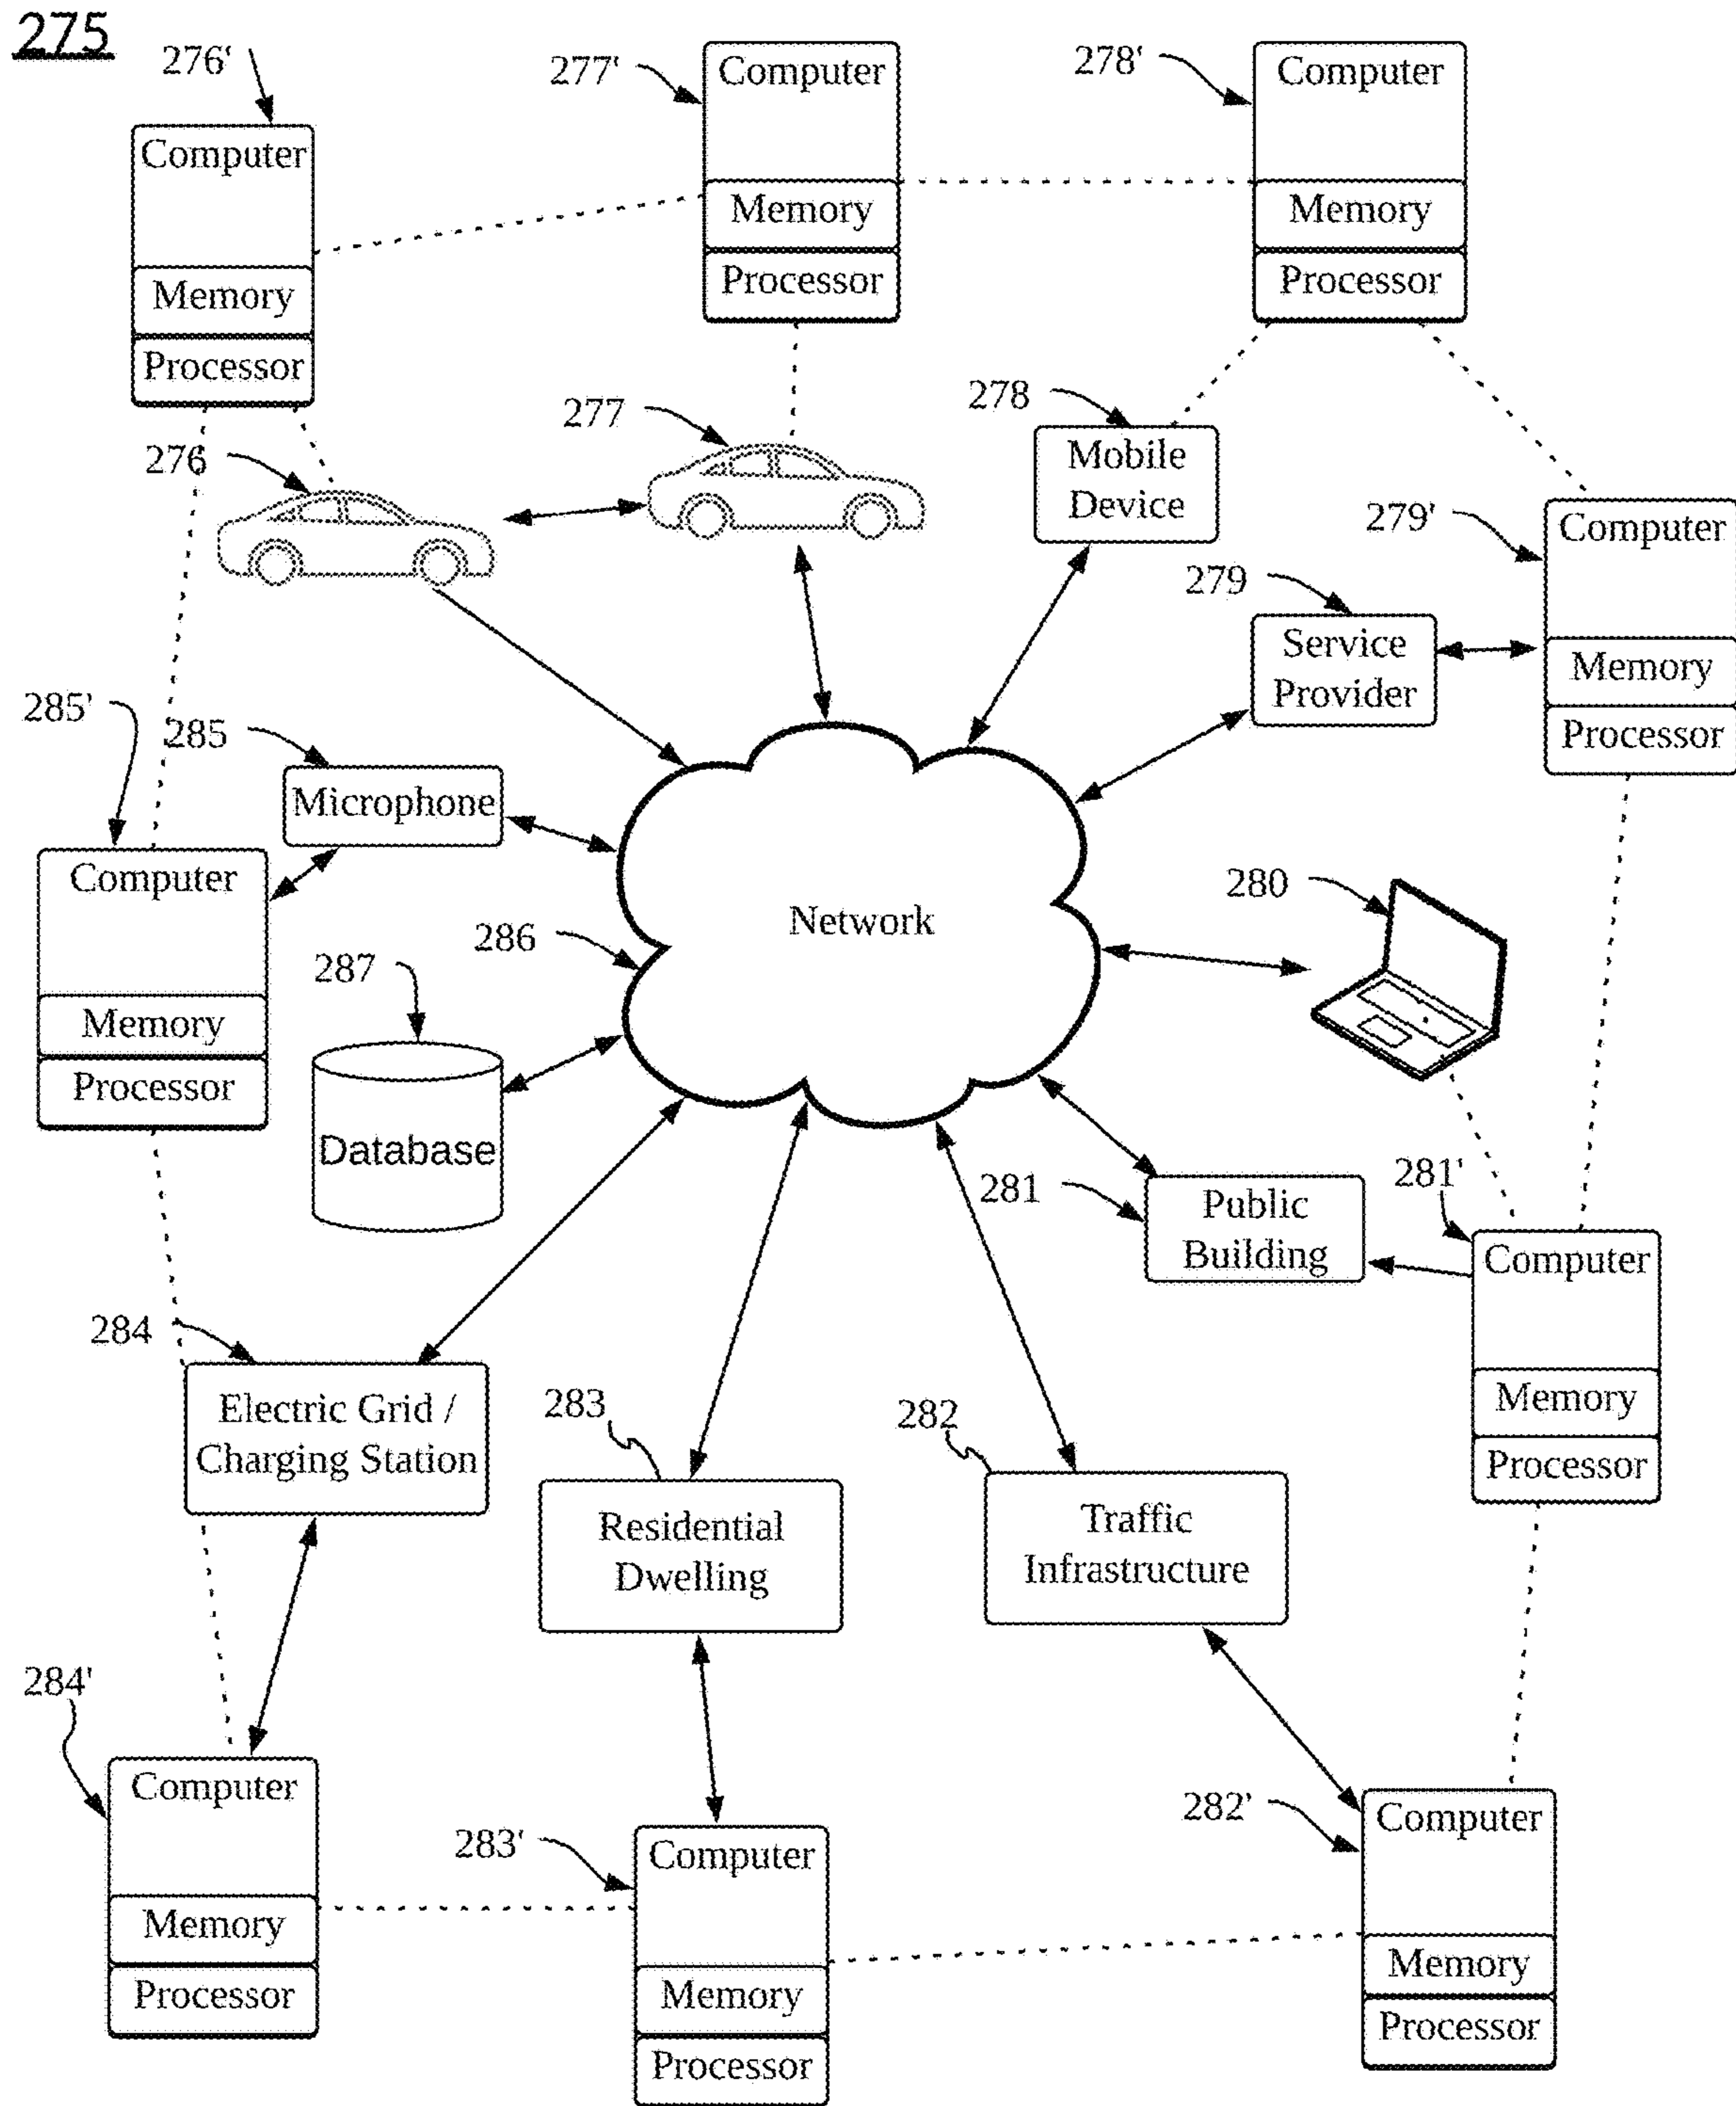 275
276'
277'
278'
Computer
Memory
Processor
Computer
Memory
Processor
Computer
Memory
Processor
276
277
278
Mobile
Device
279'
Computer
Memory
Processor
279
Service
Provider
285'
285
Microphone
Computer
Memory
Processor
286
Network
280
287
Database
281
Public
Building
281'
Computer
Memory
Processor
284
Electric Grid /
Charging Station
283
Residential
Dwelling
282
Traffic
Infrastructure
284'
Computer
Memory
Processor
283'
Computer
Memory
Processor
282'
Computer
Memory
Processor